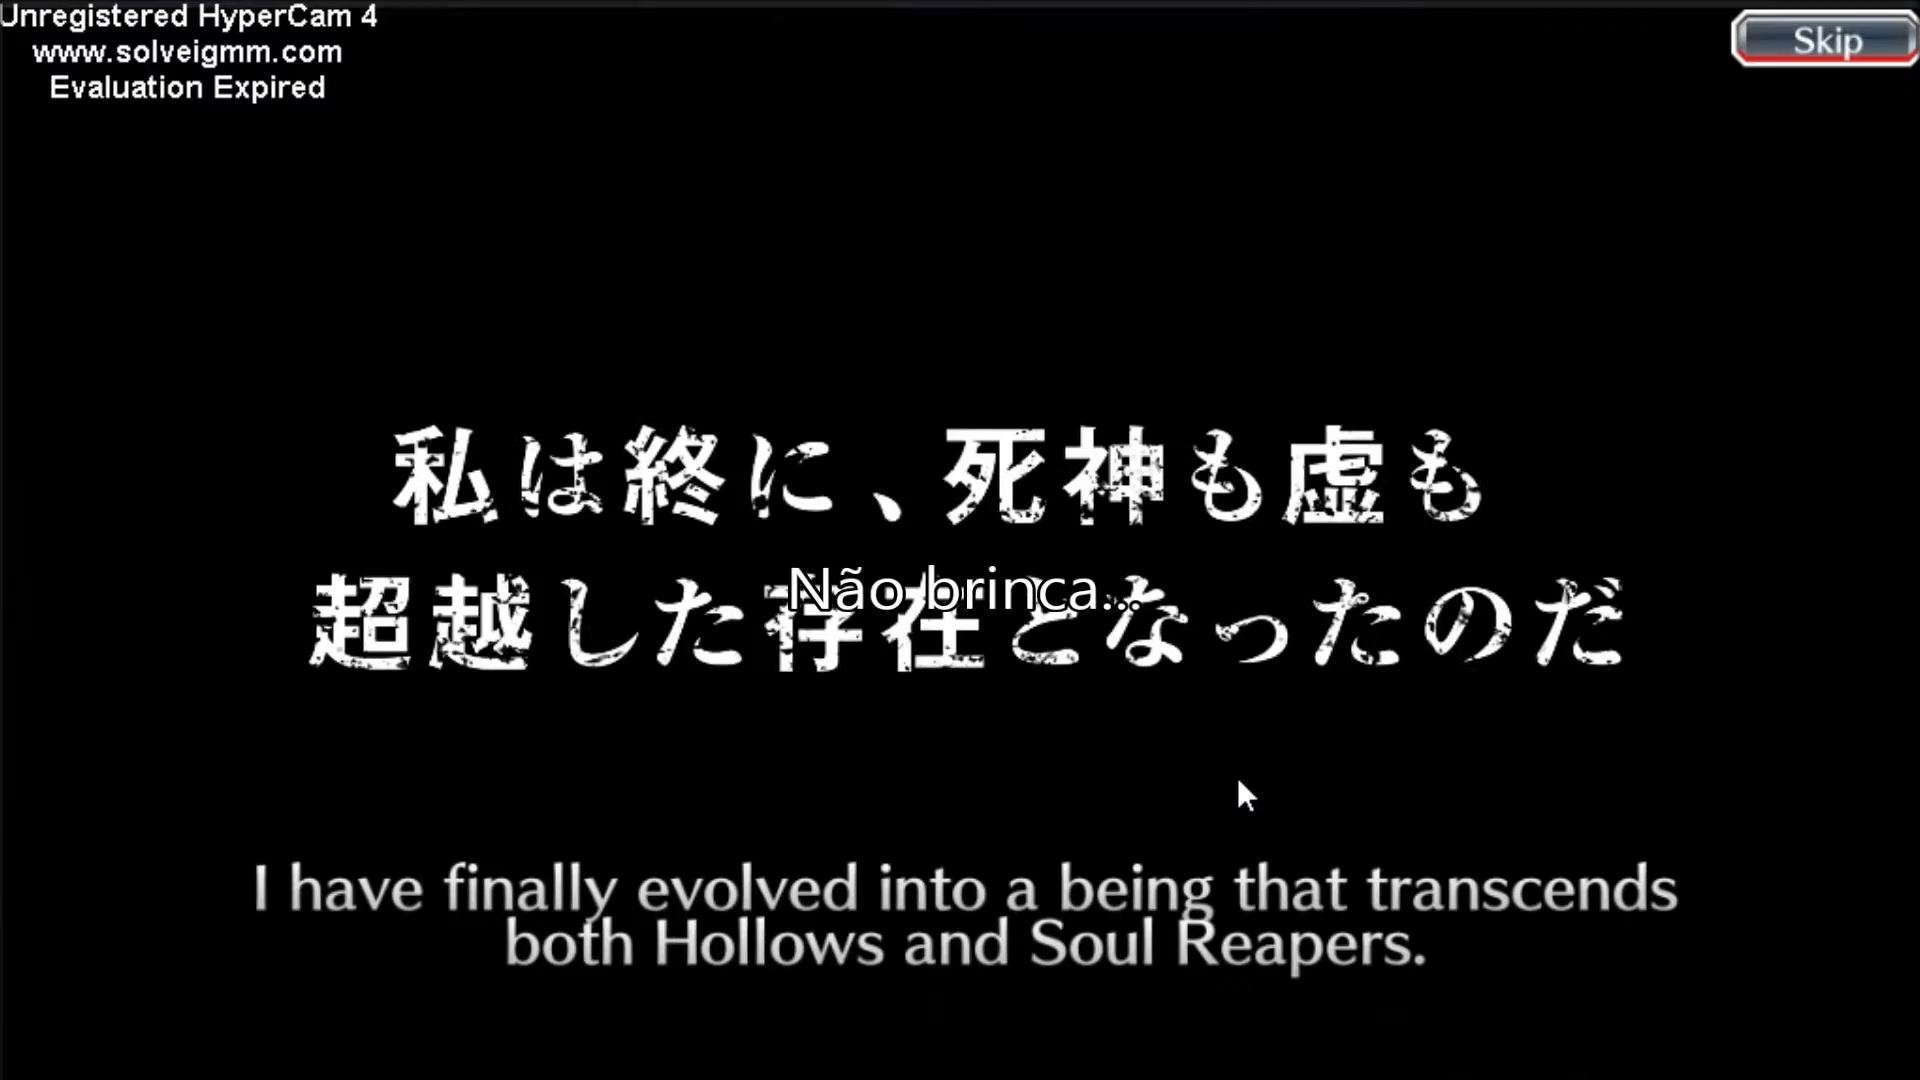 Unregistered HyperCam 4
www.solveigmm.com
Evaluation Expired
Skip
私は終に、死神も虚も
超越した存在となったのだ
Não brinca...
I have finally evolved into a being that transcends
both Hollows and Soul Reapers.